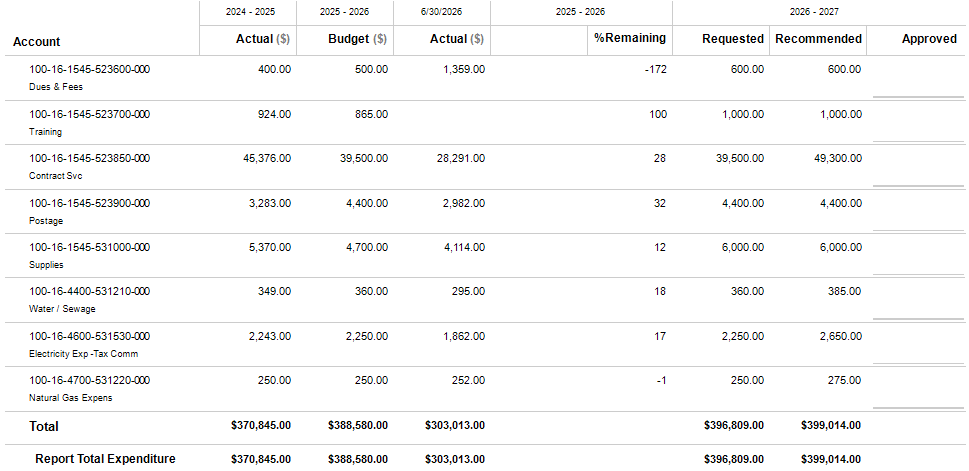 2024 - 2025 2025 - 2026 6/30/2026 2025 - 2026 2026 - 2027
Account Actual ($) Budget ($) Actual ($) %Remaining Requested Recommended Approved
100-16-1545-523600-000 400.00 500.00 1,359.00 -172 600.00 600.00
Dues & Fees
100-16-1545-523700-000 924.00 865.00 100 1,000.00 1,000.00
Training
100-16-1545-523850-000 45,376.00 39,500.00 28,291.00 28 39,500.00 49,300.00
Contract Svc
100-16-1545-523900-000 3,283.00 4,400.00 2,982.00 32 4,400.00 4,400.00
Postage
100-16-1545-531000-000 5,370.00 4,700.00 4,114.00 12 6,000.00 6,000.00
Supplies
100-16-4400-531210-000 349.00 360.00 295.00 18 360.00 385.00
Water / Sewage
100-16-4600-531530-000 2,243.00 2,250.00 1,862.00 17 2,250.00 2,650.00
Electricity Exp -Tax Comm
100-16-4700-531220-000 250.00 250.00 252.00 -1 250.00 275.00
Natural Gas Expens
Total $370,845.00 $388,580.00 $303,013.00 $396,809.00 $399,014.00
Report Total Expenditure $370,845.00 $388,580.00 $303,013.00 $396,809.00 $399,014.00